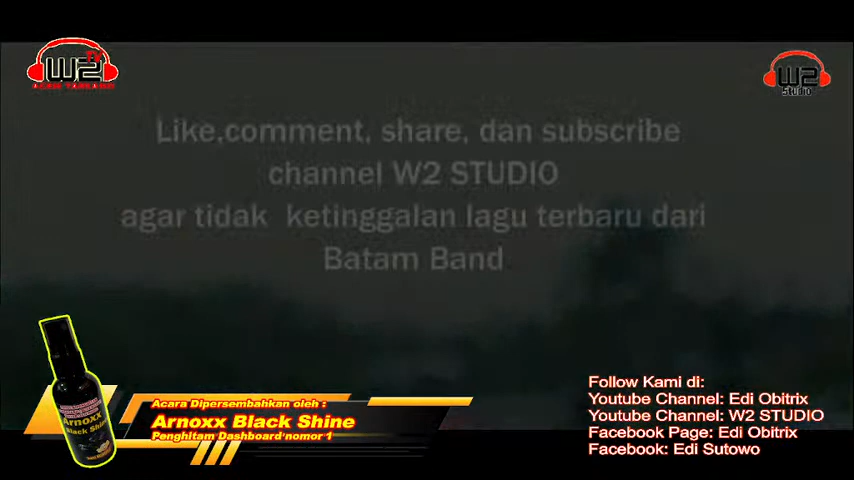 W2
TV
W2
Studio
Like,comment, share, dan subscribe
channel W2 STUDIO
agar tidak ketinggalan lagu terbaru dari
Batam Band
Arnoxx
Black Shine
Acara Dipersembahkan oleh :
Arnoxx Black Shine
Penghitam Dashboard nomor 1
Follow Kami di:
Youtube Channel: Edi Obitrix
Youtube Channel: W2 STUDIO
Facebook Page: Edi Obitrix
Facebook: Edi Sutowo